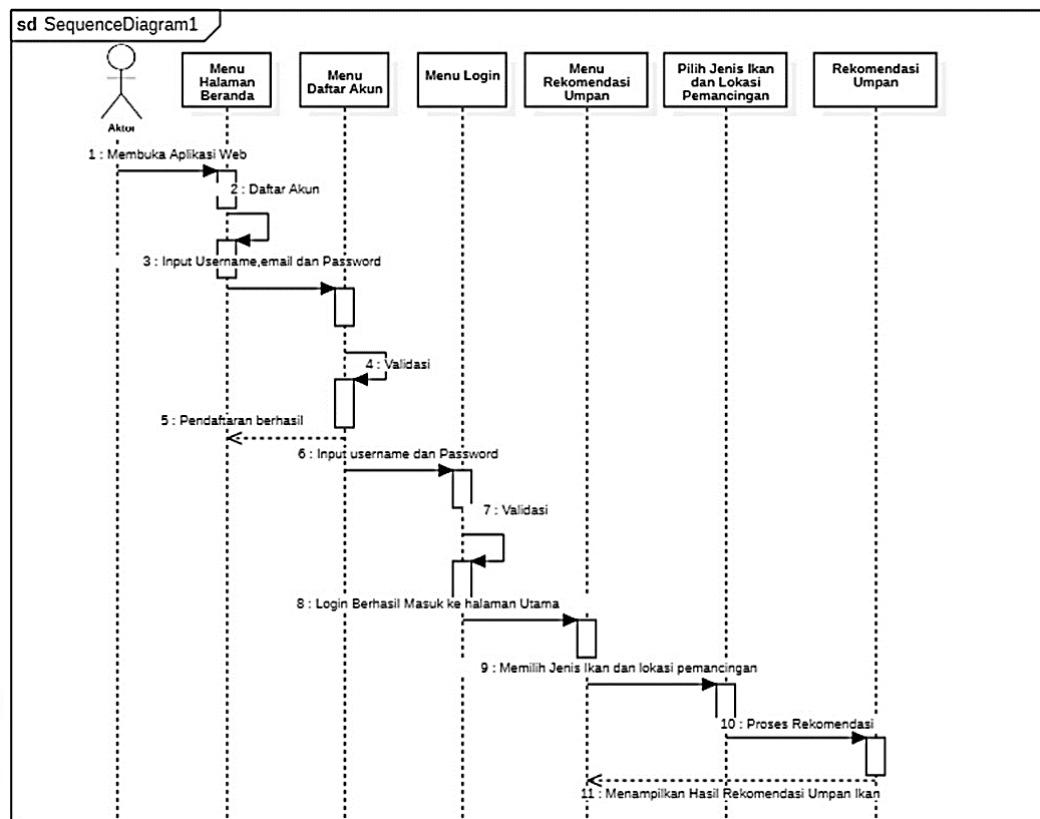 sd SequenceDiagram1
Aktor
Menu
Halaman
Beranda
Menu
Daftar Akun
Menu Login
Menu
Rekomendasi
Umpan
Pilih Jenis Ikan
dan Lokasi
Pemancingan
Rekomendasi
Umpan
1 : Membuka Aplikasi Web
2 : Daftar Akun
3 : Input Username,email dan Password
4 : Validasi
5 : Pendaftaran berhasil
6 : Input username dan Password
7 : Validasi
8 : Login Berhasil Masuk ke halaman Utama
9 : Memilih Jenis Ikan dan lokasi pemancingan
10 : Proses Rekomendasi
11 : Menampilkan Hasil Rekomendasi Umpan Ikan